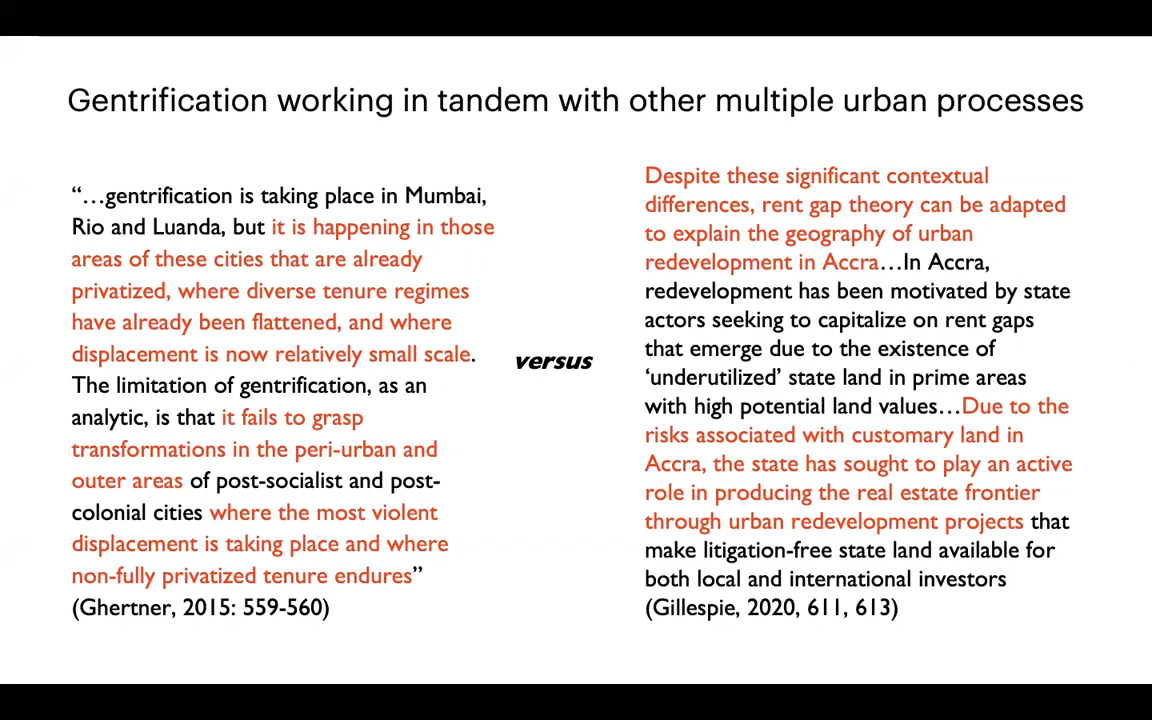 Gentrification working in tandem with other multiple urban processes
“…gentrification is taking place in Mumbai,
Rio and Luanda, but it is happening in those
areas of these cities that are already
privatized, where diverse tenure regimes
have already been flattened, and where
displacement is now relatively small scale.
The limitation of gentrification, as an
analytic, is that it fails to grasp
transformations in the peri-urban and
outer areas of post-socialist and post-
colonial cities where the most violent
displacement is taking place and where
non-fully privatized tenure endures”
(Ghertner, 2015: 559-560)
versus
Despite these significant contextual
differences, rent gap theory can be adapted
to explain the geography of urban
redevelopment in Accra…In Accra,
redevelopment has been motivated by state
actors seeking to capitalize on rent gaps
that emerge due to the existence of
‘underutilized’ state land in prime areas
with high potential land values…Due to the
risks associated with customary land in
Accra, the state has sought to play an active
role in producing the real estate frontier
through urban redevelopment projects that
make litigation-free state land available for
both local and international investors
(Gillespie, 2020, 611, 613)